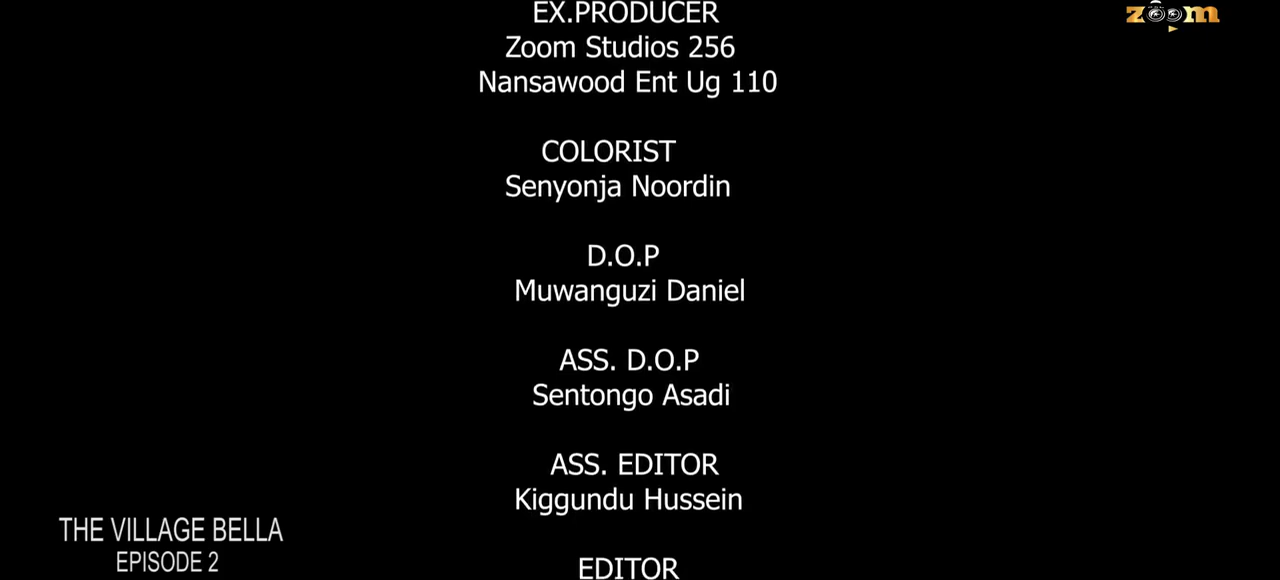 EX.PRODUCER
Zoom Studios 256
Nansawood Ent Ug 110
zoom
COLORIST
Senyonja Noordin
D.O.P
Muwanguzi Daniel
ASS. D.O.P
Sentongo Asadi
ASS. EDITOR
Kiggundu Hussein
THE VILLAGE BELLA
EPISODE 2
EDITOR